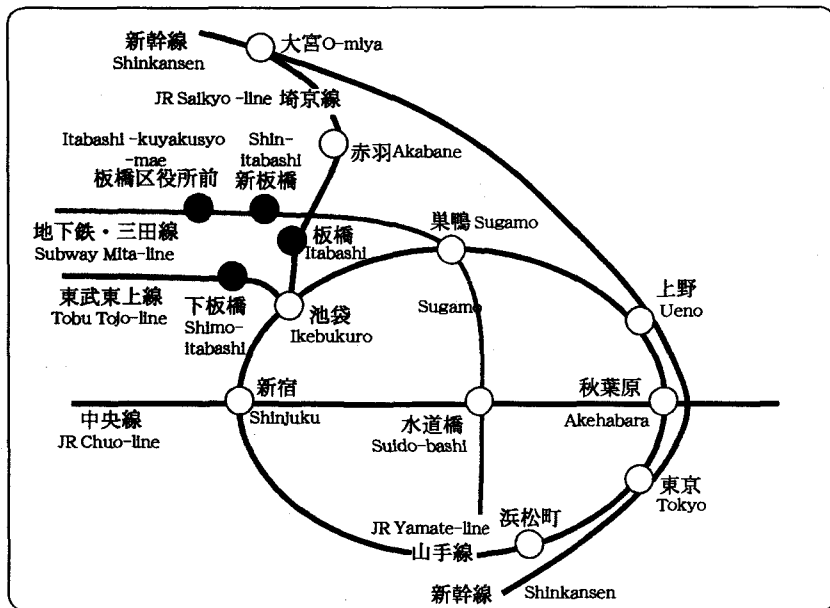 新幹線
Shinkansen
大宮O-miya
JR Saikyo -line 埼京線
Itabashi -kuyakusyo
-mae
板橋区役所前
Shin-
itabashi
新板橋
赤羽Akabane
地下鉄・三田線
Subway Mita-line
板橋
Itabashi
巣鴨 Sugamo
東武東上線
Tobu Tojo-line
下板橋
Shimo-
itabashi
池袋
Ikebukuro
Sugamo
上野
Ueno
中央線
JR Chuo-line
新宿
Shinjuku
水道橋
Suido-bashi
秋葉原
Akehabara
東京
Tokyo
JR Yamate-line
山手線
浜松町
新幹線 Shinkansen